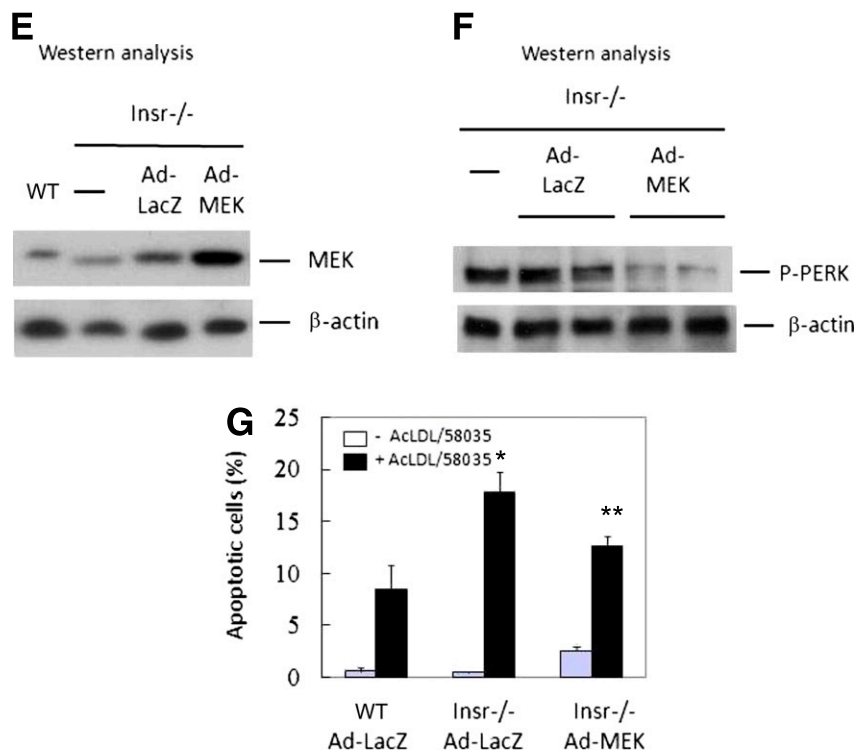 E
Western analysis
Insr-/-
WT — Ad-LacZ Ad-MEK
MEK
β-actin
F
Western analysis
Insr-/-
— Ad-LacZ Ad-MEK
P-PERK
β-actin
G
Apoptotic cells (%)
25
20
15
10
5
0
- AcLDL/58035
+ AcLDL/58035
*
**
WT
Ad-LacZ
Insr-/-
Ad-LacZ
Insr-/-
Ad-MEK